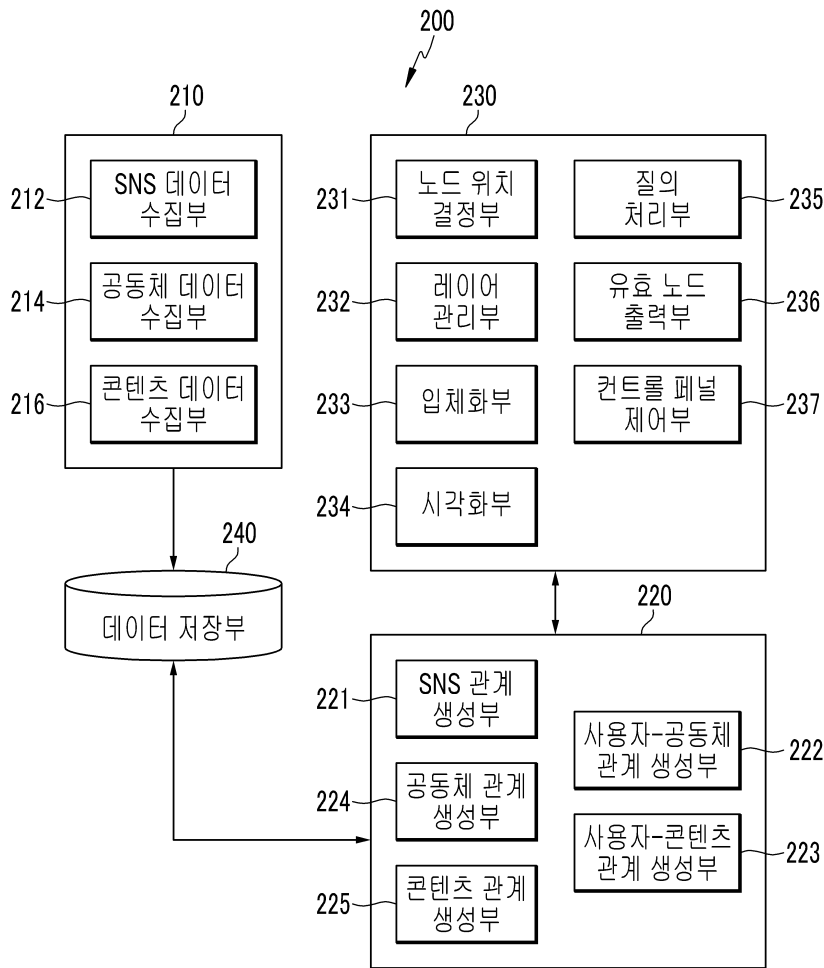 200
210
212
SNS 데이터
수집부
214
공동체 데이터
수집부
216
콘텐츠 데이터
수집부
240
데이터 저장부
230
231
노드 위치
결정부
232
레이어
관리부
233
입체화부
234
시각화부
질의
처리부
235
유효 노드
출력부
236
컨트롤 페널
제어부
237
220
221
SNS 관계
생성부
224
공동체 관계
생성부
225
콘텐츠 관계
생성부
사용자-공동체
관계 생성부
222
사용자-콘텐츠
관계 생성부
223